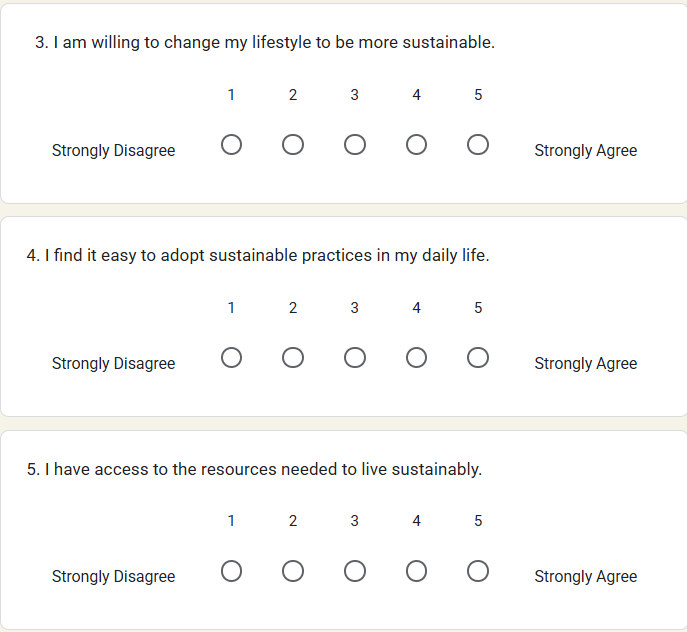 3. I am willing to change my lifestyle to be more sustainable.
1 2 3 4 5
Strongly Disagree Strongly Agree
4. I find it easy to adopt sustainable practices in my daily life.
1 2 3 4 5
Strongly Disagree Strongly Agree
5. I have access to the resources needed to live sustainably.
1 2 3 4 5
Strongly Disagree Strongly Agree